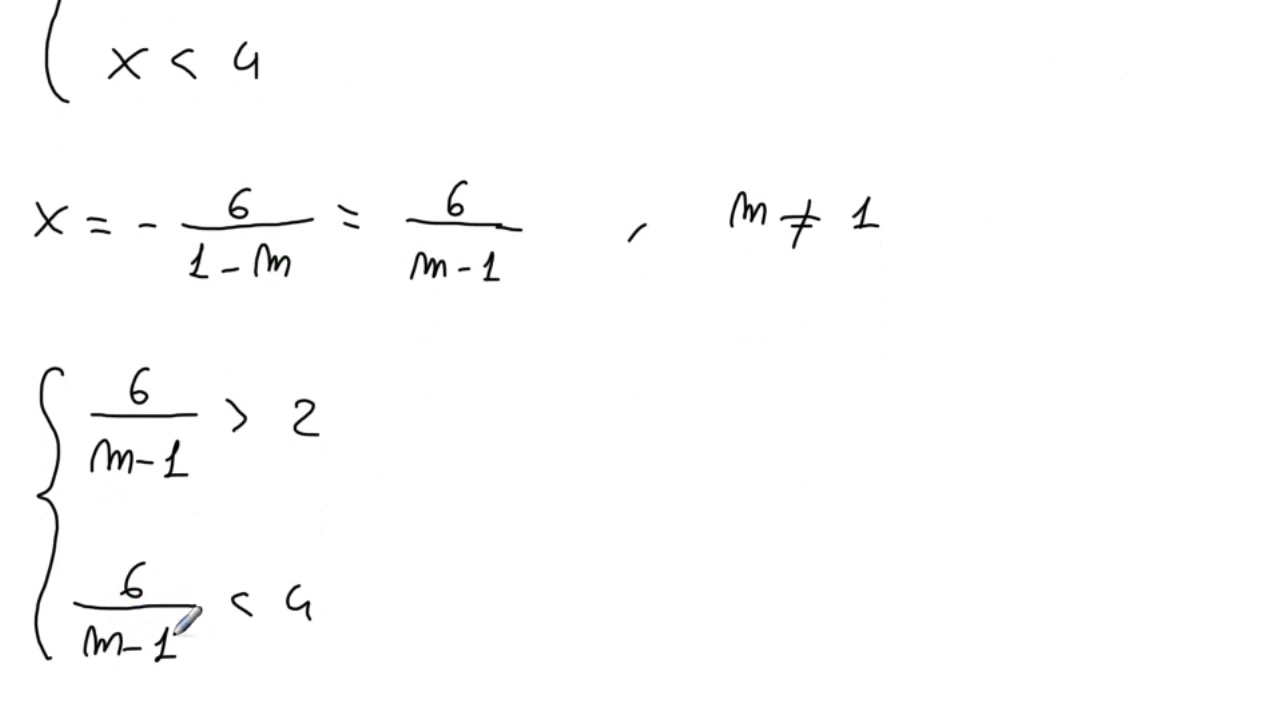 x < 4
x = - 6/(1-m) = 6/(m-1) , m ≠ 1
6/(m-1) > 2
6/(m-1) < 4